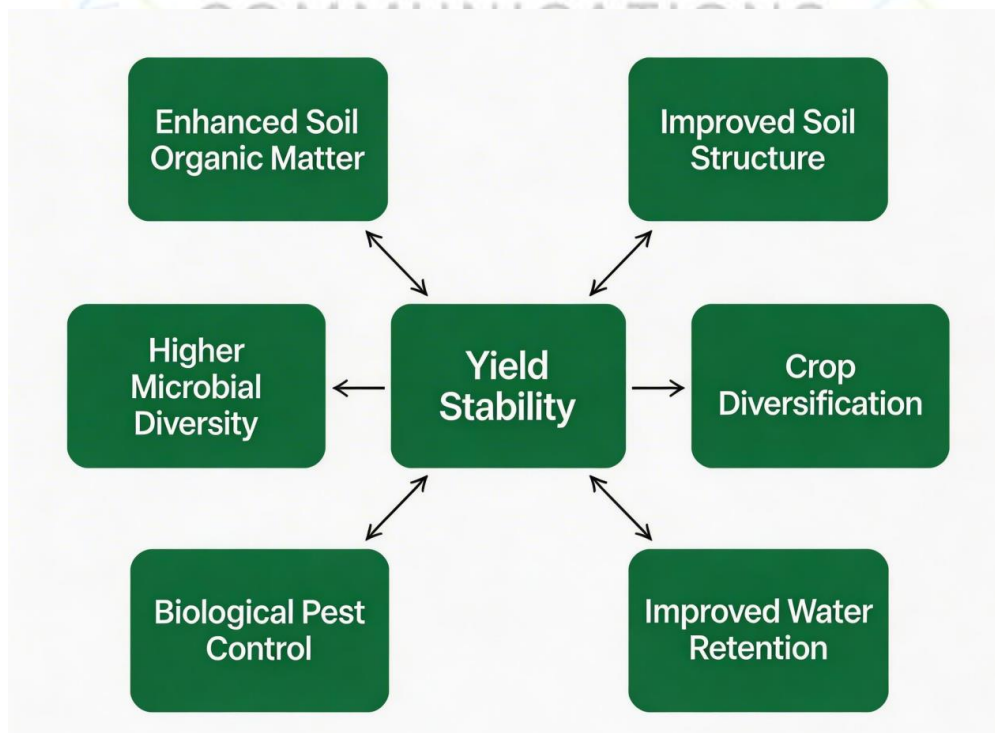 COMMUNICATIONS
Enhanced Soil
Organic Matter
Improved Soil
Structure
Higher
Microbial
Diversity
Yield
Stability
Crop
Diversification
Biological Pest
Control
Improved Water
Retention